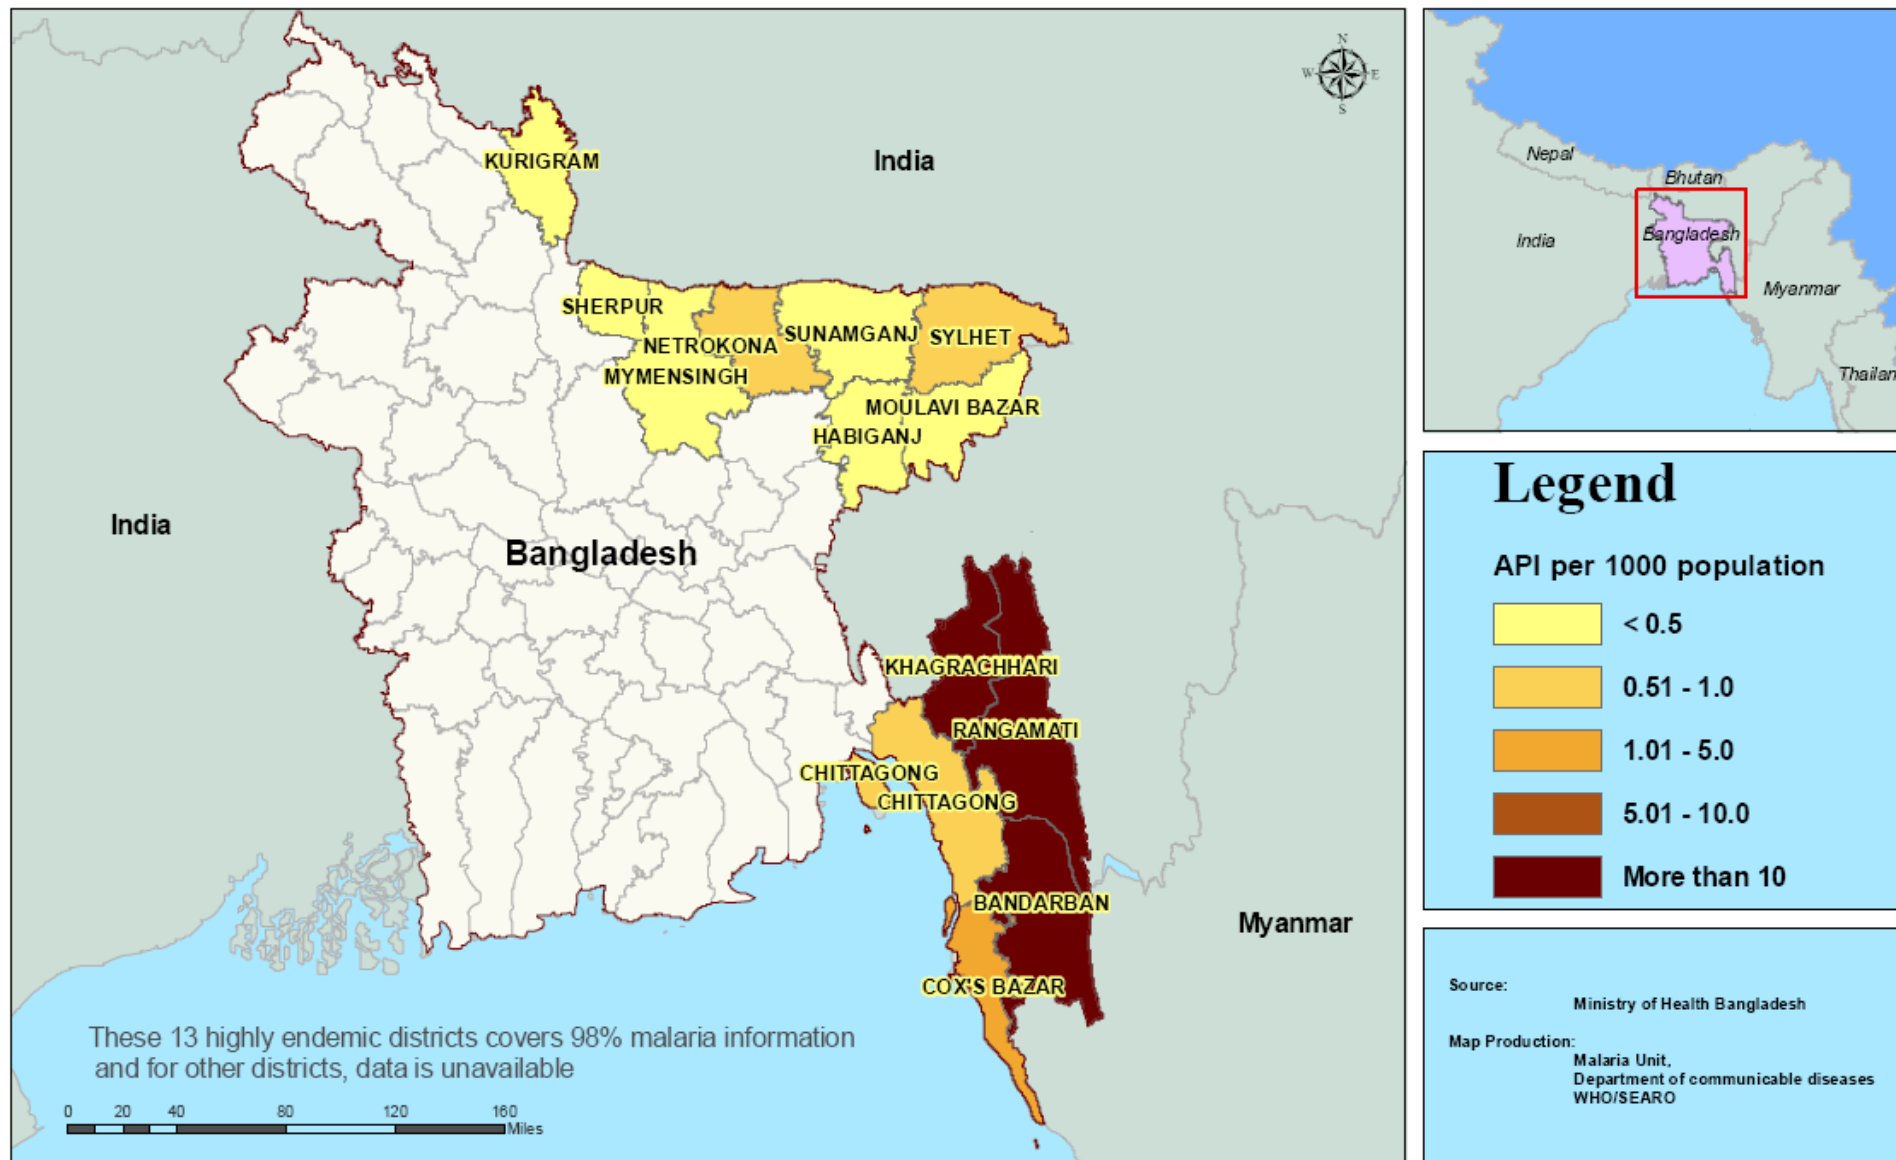 N
W
E
S
KURIGRAM
India
SHERPUR
NETROKONA
SUNAMGANJ
SYLHET
MYMENSINGH
MOULAVI BAZAR
HABIGANJ
India
Bangladesh
KHAGRACHHARI
RANGAMATI
CHITTAGONG
CHITTAGONG
BANDARBAN
Myanmar
COX'S BAZAR
These 13 highly endemic districts covers 98% malaria information
and for other districts, data is unavailable
0 20 40 80 120 160
Miles
Nepal
Bhutan
India
Bangladesh
Myanmar
Thailan
Legend
API per 1000 population
< 0.5
0.51 - 1.0
1.01 - 5.0
5.01 - 10.0
More than 10
Source:
Ministry of Health Bangladesh
Map Production:
Malaria Unit,
Department of communicable diseases
WHO/SEARO